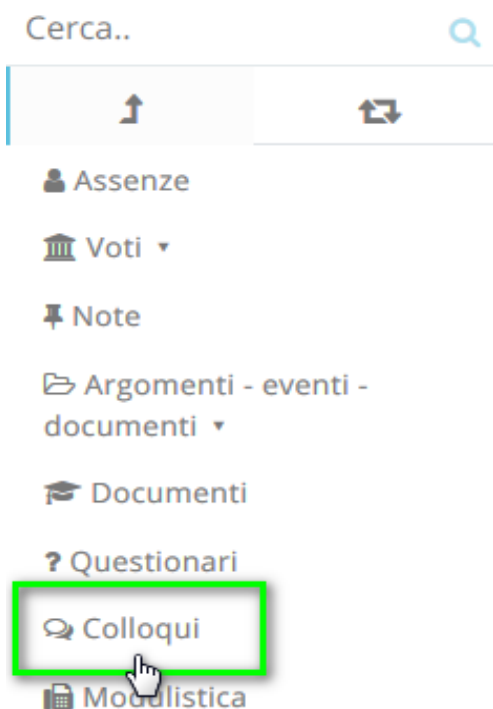 Cerca..
Assenze
Voti ▾
Note
Argomenti - eventi -
documenti ▾
Documenti
? Questionari
Colloqui
Modulistica